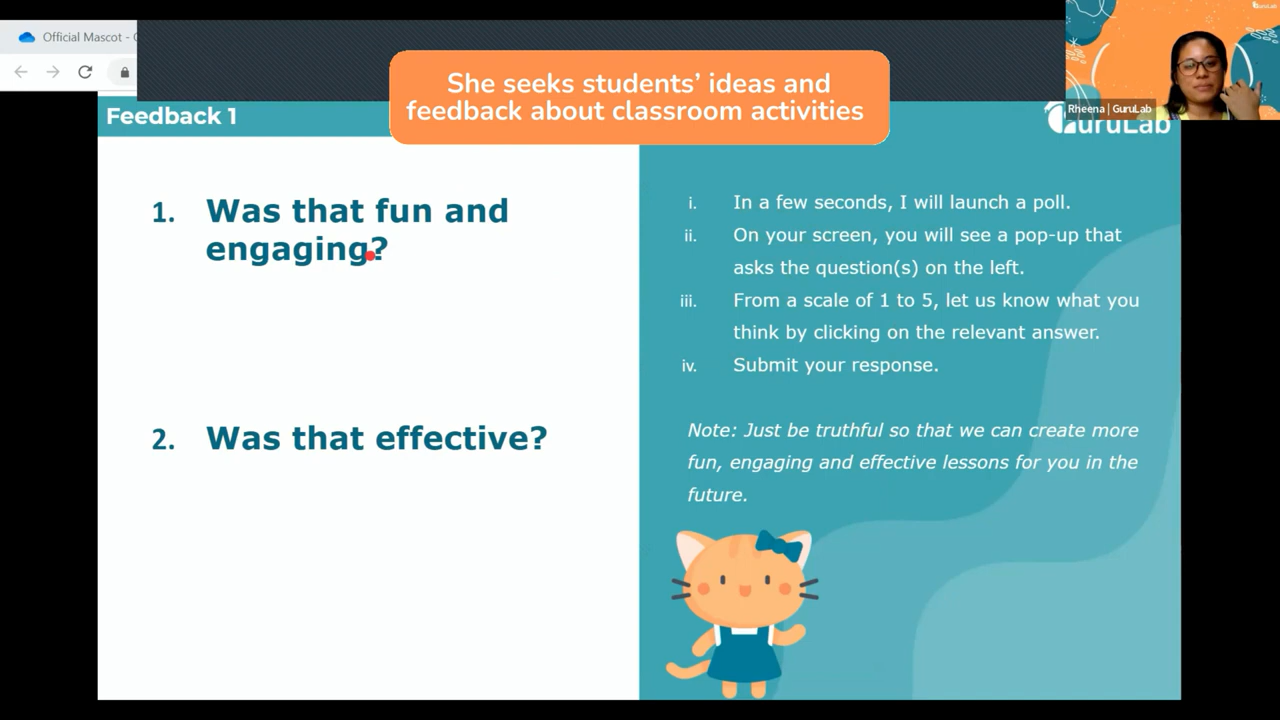 Official Mascot -
She seeks students’ ideas and
feedback about classroom activities
GuruLab
Rheena | GuruLab
Feedback 1
GuruLab
1. Was that fun and
engaging?
2. Was that effective?
i. In a few seconds, I will launch a poll.
ii. On your screen, you will see a pop-up that
asks the question(s) on the left.
iii. From a scale of 1 to 5, let us know what you
think by clicking on the relevant answer.
iv. Submit your response.
Note: Just be truthful so that we can create more
fun, engaging and effective lessons for you in the
future.